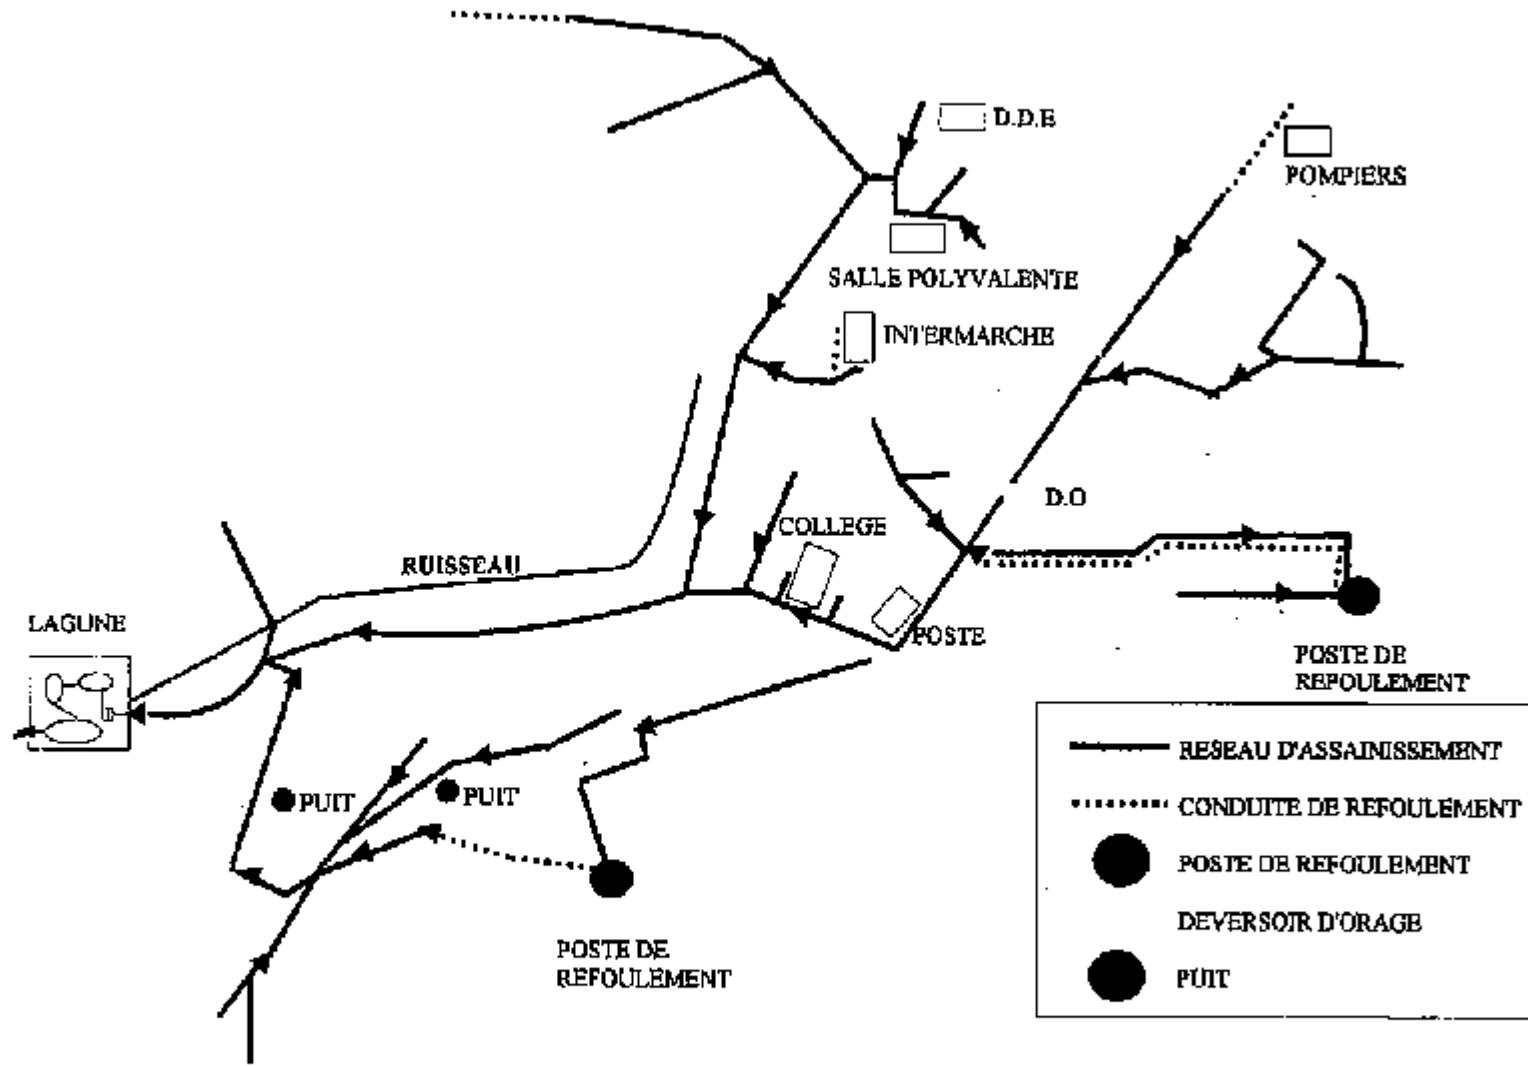 D.D.E
POMPIERS
SALLE POLYVALENTE
INTERMARCHE
D.O
COLLEGE
RUISSEAU
LAGUNE
POSTE
POSTE DE
REFOULEMENT
PUIT
PUIT
POSTE DE
REFOULEMENT
RESEAU D'ASSAINISSEMENT
CONDUITE DE REFOULEMENT
POSTE DE REFOULEMENT
DEVERSOIR D'ORAGE
PUIT